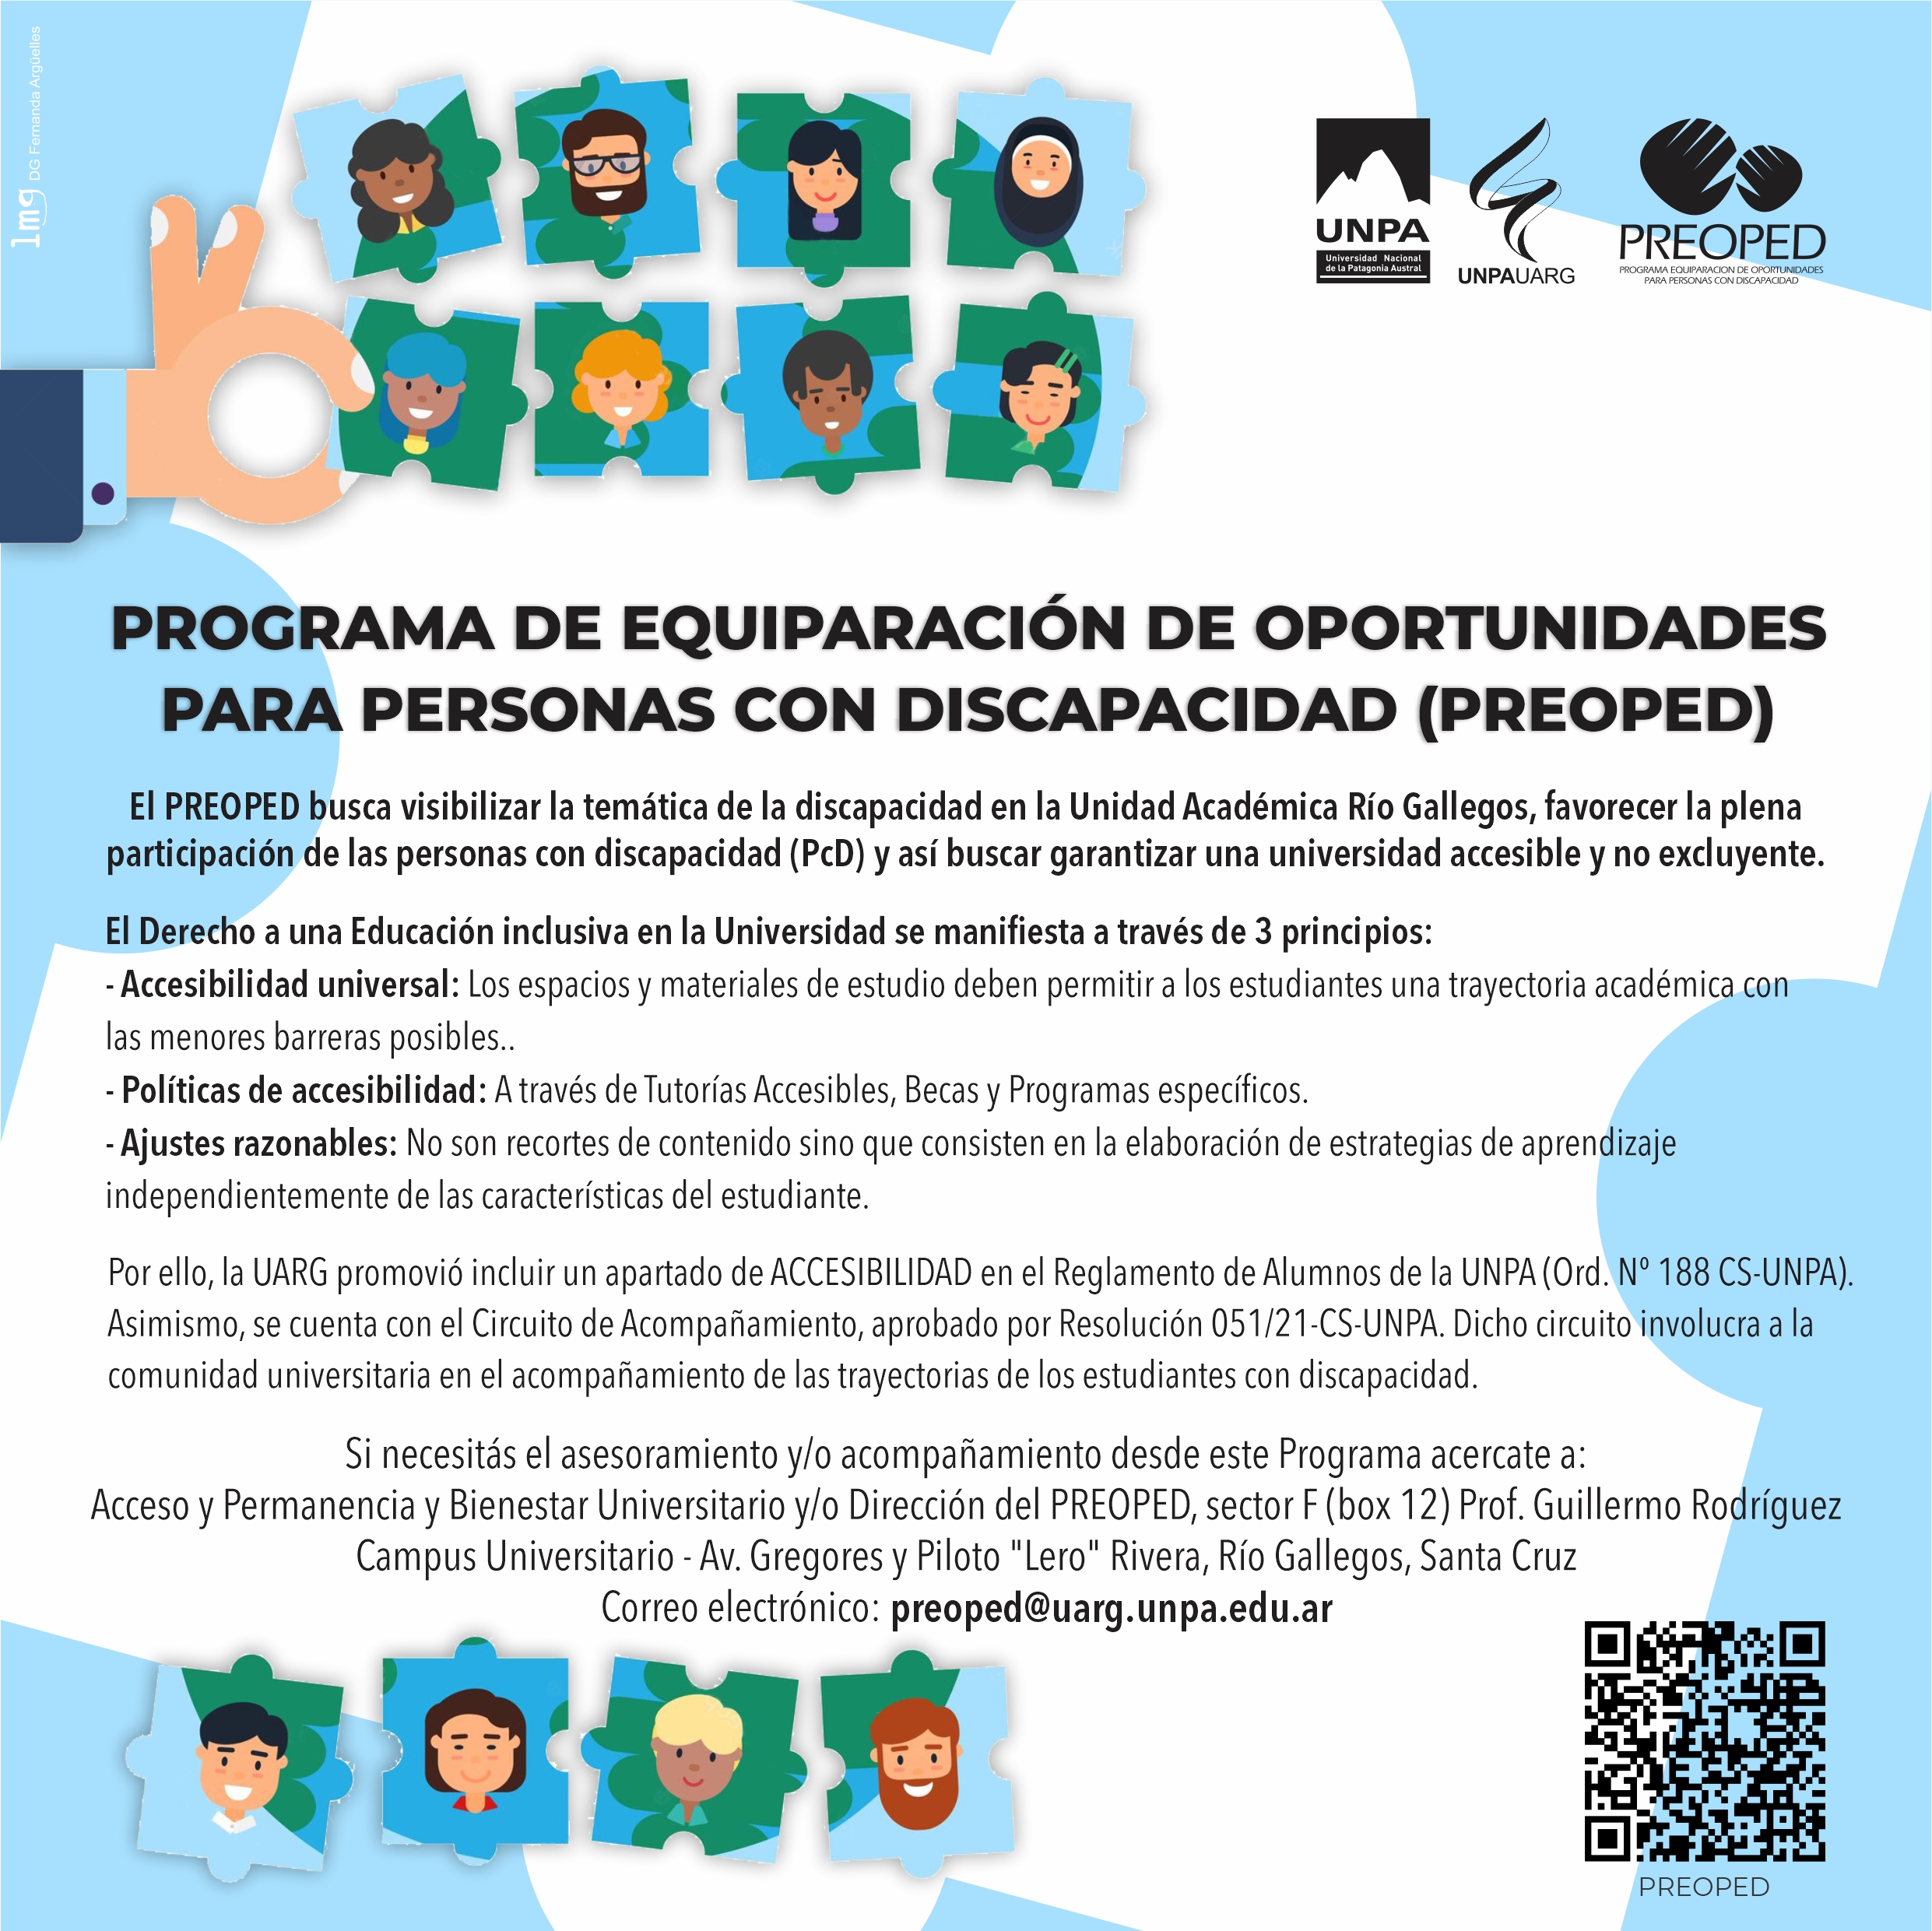 lmg DG Fernanda Argüelles
UNPA
Universidad Nacional
de la Patagonia Austral
UNPAUARG
PREOPED
PROGRAMA EQUIPARACION DE OPORTUNIDADES
PARA PERSONAS CON DISCAPACIDAD
PROGRAMA DE EQUIPARACIÓN DE OPORTUNIDADES
PARA PERSONAS CON DISCAPACIDAD (PREOPED)
El PREOPED busca visibilizar la temática de la discapacidad en la Unidad Académica Río Gallegos, favorecer la plena
participación de las personas con discapacidad (PcD) y así buscar garantizar una universidad accesible y no excluyente.
El Derecho a una Educación inclusiva en la Universidad se manifiesta a través de 3 principios:
- Accesibilidad universal: Los espacios y materiales de estudio deben permitir a los estudiantes una trayectoria académica con
las menores barreras posibles..
- Políticas de accesibilidad: A través de Tutorías Accesibles, Becas y Programas específicos.
- Ajustes razonables: No son recortes de contenido sino que consisten en la elaboración de estrategias de aprendizaje
independientemente de las características del estudiante.
Por ello, la UARG promovió incluir un apartado de ACCESIBILIDAD en el Reglamento de Alumnos de la UNPA (Ord. Nº 188 CS-UNPA).
Asimismo, se cuenta con el Circuito de Acompañamiento, aprobado por Resolución 051/21-CS-UNPA. Dicho circuito involucra a la
comunidad universitaria en el acompañamiento de las trayectorias de los estudiantes con discapacidad.
Si necesitás el asesoramiento y/o acompañamiento desde este Programa acercate a:
Acceso y Permanencia y Bienestar Universitario y/o Dirección del PREOPED, sector F (box 12) Prof. Guillermo Rodríguez
Campus Universitario - Av. Gregores y Piloto "Lero" Rivera, Río Gallegos, Santa Cruz
Correo electrónico: preoped@uarg.unpa.edu.ar
PREOPED